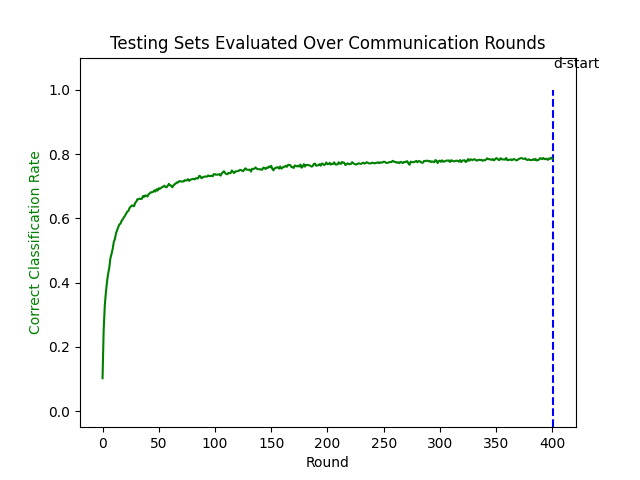 Testing Sets Evaluated Over Communication Rounds
d-start
1.0
0.8
0.6
0.4
0.2
0.0
Correct Classification Rate
0 50 100 150 200 250 300 350 400
Round